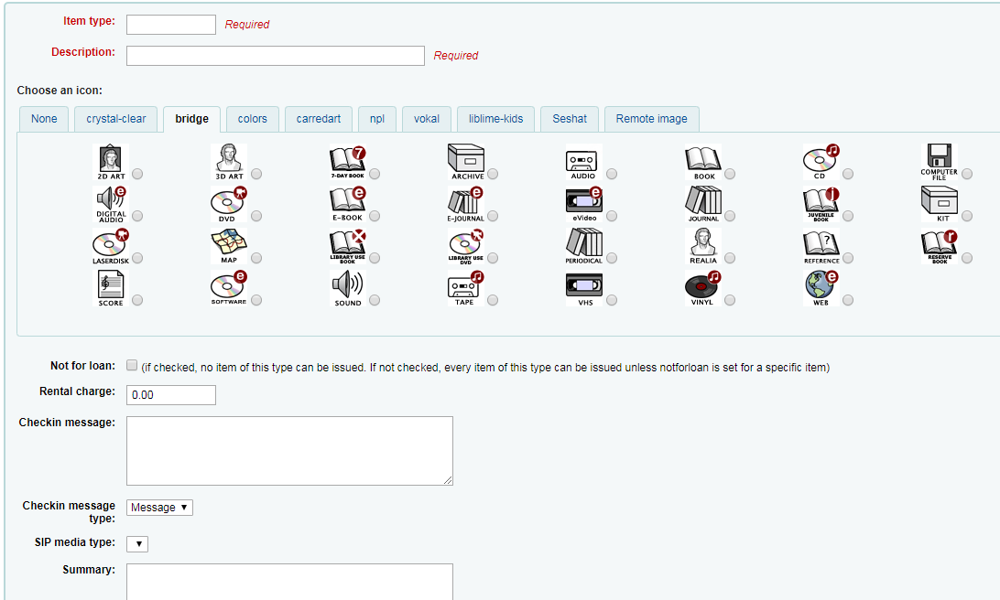 Item type: Required
Description: Required
Choose an icon:
None crystal-clear bridge colors carredart npl vokal liblime-kids Seshat Remote image
2D ART 3D ART 7-DAY BOOK ARCHIVE AUDIO BOOK CD COMPUTER FILE
DIGITAL AUDIO DVD E-BOOK E-JOURNAL eVideo JOURNAL JUVENILE BOOK KIT
LASERDISK MAP LIBRARY USE BOOK LIBRARY USE DVD PERIODICAL REALIA REFERENCE RESERVE BOOK
SCORE SOFTWARE SOUND TAPE VHS VINYL WEB
Not for loan: (if checked, no item of this type can be issued. If not checked, every item of this type can be issued unless notforloan is set for a specific item)
Rental charge: 0.00
Checkin message:
Checkin message type: Message
SIP media type:
Summary: